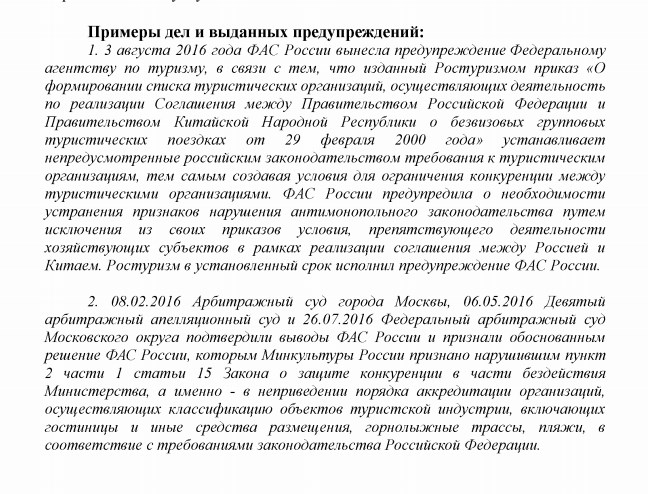 Примеры дел и выданных предупреждений:
1. 3 августа 2016 года ФАС России вынесла предупреждение Федеральному
агентству по туризму, в связи с тем, что изданный Ростуризмом приказ «О
формировании списка туристических организаций, осуществляющих деятельность
по реализации Соглашения между Правительством Российской Федерации и
Правительством Китайской Народной Республики о безвизовых групповых
туристических поездках от 29 февраля 2000 года» устанавливает
непредусмотренные российским законодательством требования к туристическим
организациям, тем самым создавая условия для ограничения конкуренции между
туристическими организациями. ФАС России предупредила о необходимости
устранения признаков нарушения антимонопольного законодательства путем
исключения из своих приказов условия, препятствующего деятельности
хозяйствующих субъектов в рамках реализации соглашения между Россией и
Китаем. Ростуризм в установленный срок исполнил предупреждение ФАС России.
2. 08.02.2016 Арбитражный суд города Москвы, 06.05.2016 Девятый
арбитражный апелляционный суд и 26.07.2016 Федеральный арбитражный суд
Московского округа подтвердили выводы ФАС России и признали обоснованным
решение ФАС России, которым Минкультуры России признано нарушившим пункт
2 части 1 статьи 15 Закона о защите конкуренции в части бездействия
Министерства, а именно - в неприведении порядка аккредитации организаций,
осуществляющих классификацию объектов туристской индустрии, включающих
гостиницы и иные средства размещения, горнолыжные трассы, пляжи, в
соответствие с требованиями законодательства Российской Федерации.